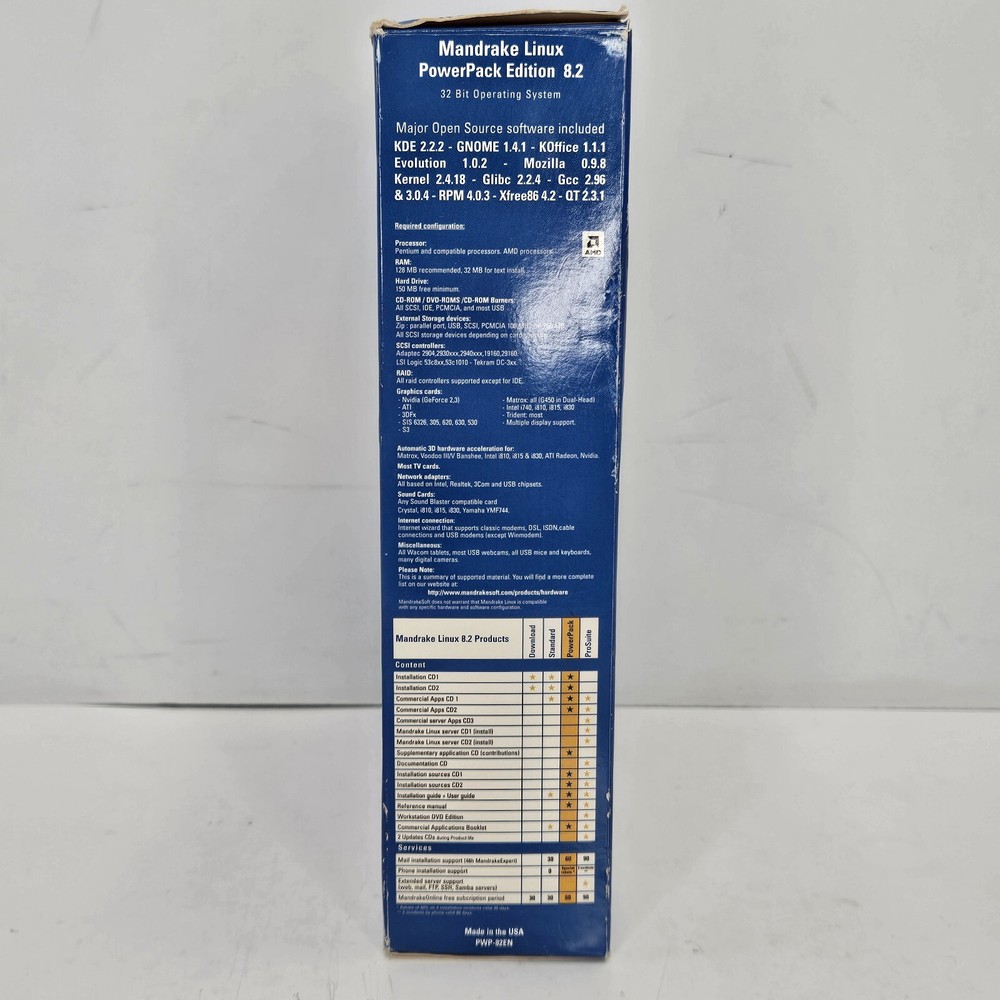 Mandrake Linux
PowerPack Edition 8.2
32 Bit Operating System
Major Open Source software included
KDE 2.2.2 - GNOME 1.4.1 - KOffice 1.1.1
Evolution 1.0.2 - Mozilla 0.9.8
Kernel 2.4.18 - Glibc 2.2.4 - Gcc 2.96
& 3.0.4 - RPM 4.0.3 - Xfree86 4.2 - QT 2.3.1
Required configuration:
Processor:
Pentium and compatible processors. AMD processors.
AMD
RAM:
128 MB recommended, 32 MB for text install.
Hard Drive:
150 MB free minimum.
CD-ROM / DVD-ROMS /CD-ROM Burners:
All SCSI, IDE, PCMCIA, and most USB
External Storage devices:
Zip : parallel port, USB, SCSI, PCMCIA 100
All SCSI storage devices depending on
SCSI controllers:
Adaptec 2904,2930xxx,2940xxx,19160,29160.
LSI Logic 53c8xx,53c1010 - Tekram DC-3xx.
RAID:
All raid controllers supported except for IDE.
Graphics cards:
- Nvidia (GeForce 2,3)
- ATI
- 3DFx
- SIS 6326, 305, 620, 630, 530
- S3
- Matrox: all (G450 in Dual-Head)
- Intel i740, i810, i815, i830
- Trident: most
- Multiple display support.
Automatic 3D hardware acceleration for:
Matrox, Voodoo III/V Banshee, Intel i810, i815 & i830, ATI Radeon, Nvidia.
Most TV cards.
Network adapters:
All based on Intel, Realtek, 3Com and USB chipsets.
Sound Cards:
Any Sound Blaster compatible card
Crystal, i810, i815, i830, Yamaha YMF744.
Internet connection:
Internet wizard that supports classic modems, DSL, ISDN,cable
connections and USB modems (except Winmodem).
Miscellaneous:
All Wacom tablets, most USB webcams, all USB mice and keyboards,
many digital cameras.
Please Note:
This is a summary of supported material. You will find a more complete
list on our website at:
http://www.mandrakesoft.com/products/hardware
MandrakeSoft does not warrant that Mandrake Linux is compatible
with any specific hardware and software configuration.
Mandrake Linux 8.2 Products Download Standard PowerPack ProSuite
Content
Installation CD1 ★ ★ ★
Installation CD2 ★ ★ ★
Commercial Apps CD 1 ★ ★ ★
Commercial Apps CD2 ★ ★
Commercial server Apps CD3 ★
Mandrake Linux server CD1 (install) ★
Mandrake Linux server CD2 (install) ★
Supplementary application CD (contributions) ★
Documentation CD ★
Installation sources CD1 ★ ★
Installation sources CD2 ★ ★
Installation guide + User guide ★ ★ ★
Reference manual ★ ★
Workstation DVD Edition ★
Commercial Applications Booklet ★ ★ ★
2 Updates CDs during Product life ★
Services
Mail installation support (48h MandrakeExpert) 30 60 90
Phone installation support 0
Extended server support
(web, mail, FTP, SSH, Samba servers) ★
MandrakeOnline free subscription period 30 30 60 90
Made in the USA
PWP-82EN